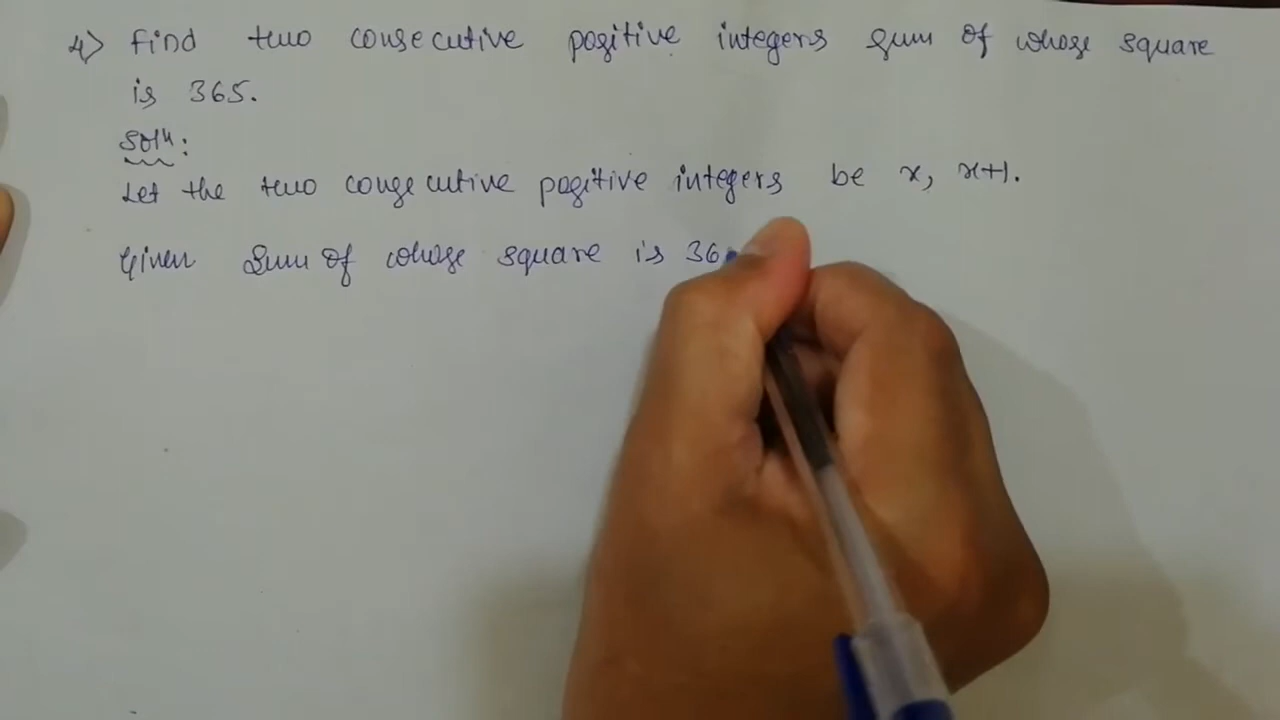 4) Find two consecutive positive integers sum of whose square
is 365.
Soln:
Let the two consecutive positive integers be x, x+1.
Given Sum of whose square is 36